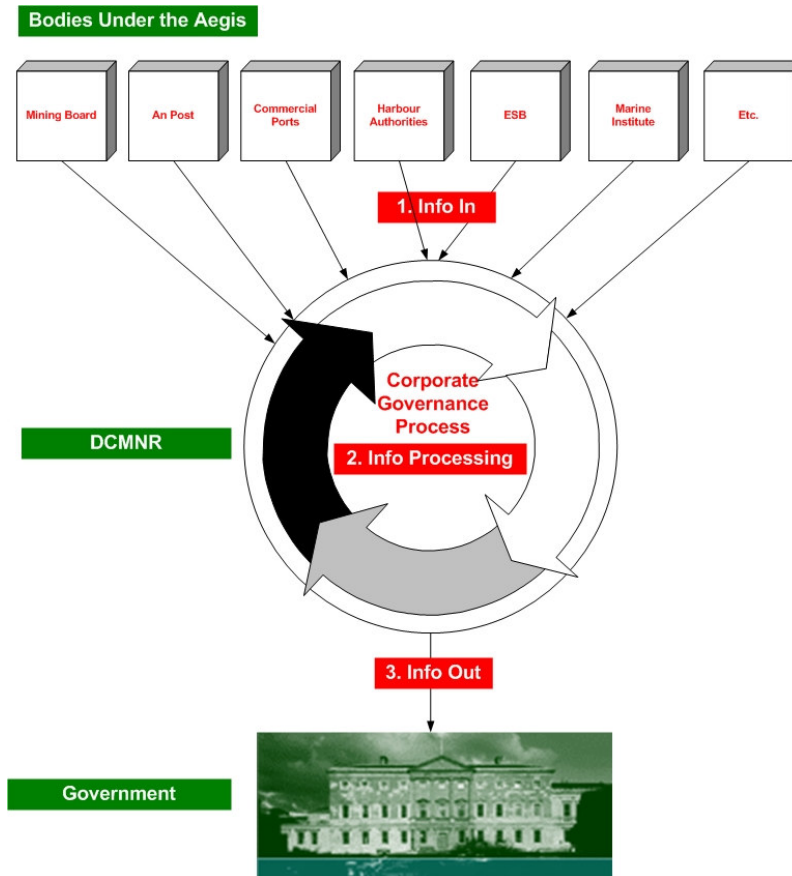 Bodies Under the Aegis
Mining Board
An Post
Commercial
Ports
Harbour
Authorities
ESB
Marine
Institute
Etc.
1. Info In
Corporate
Governance
Process
DCMNR
2. Info Processing
3. Info Out
Government